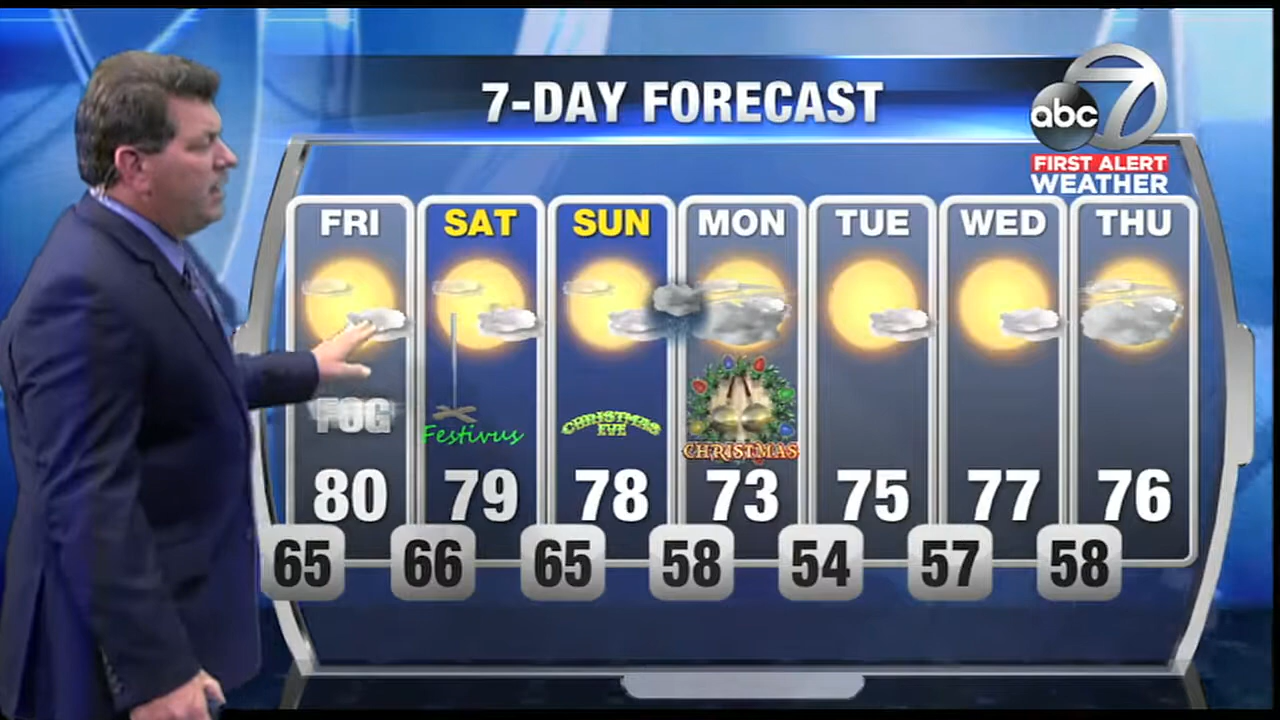 7-DAY FORECAST
abc 7
FIRST ALERT
WEATHER
FRI SAT SUN MON TUE WED THU
FOG
Festivus
CHRISTMAS
EVE
CHRISTMAS
80 79 78 73 75 77 76
65 66 65 58 54 57 58